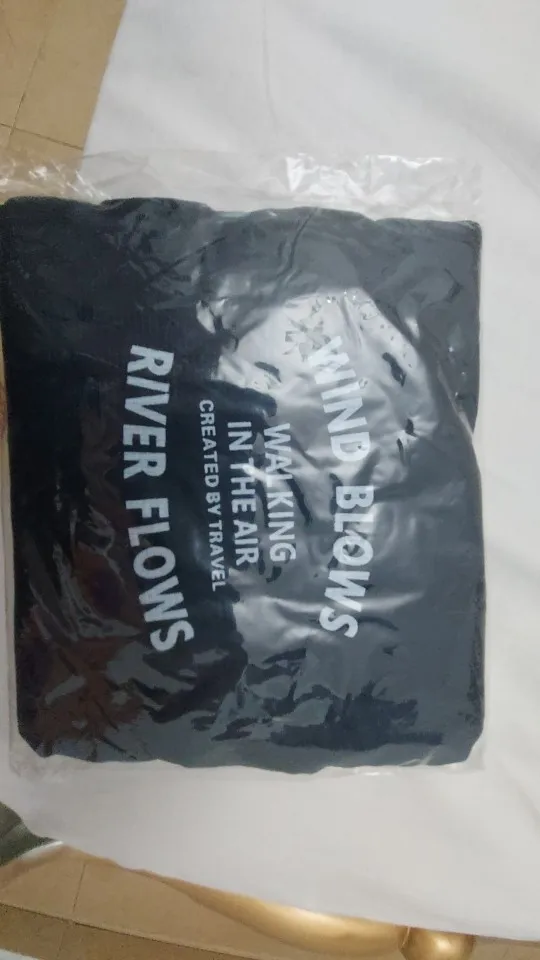 WIND BLOWS
WALKING
IN THE AIR
CREATED BY TRAVEL
RIVER FLOWS